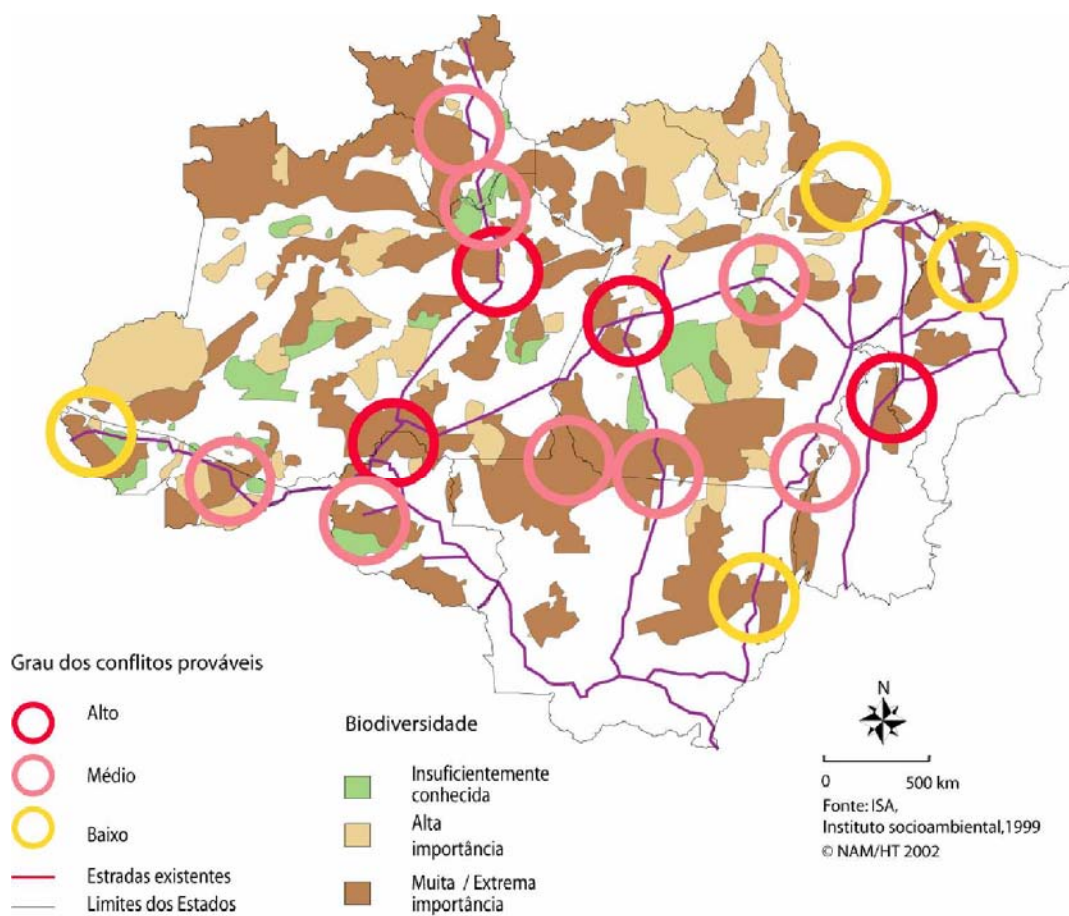 Grau dos conflitos prováveis
Alto
Médio
Baixo
Estradas existentes
Limites dos Estados
Biodiversidade
Insuficientemente
conhecida
Alta
importância
Muita / Extrema
importância
N
0 500 km
Fonte: ISA,
Instituto socioambiental,1999
© NAM/HT 2002